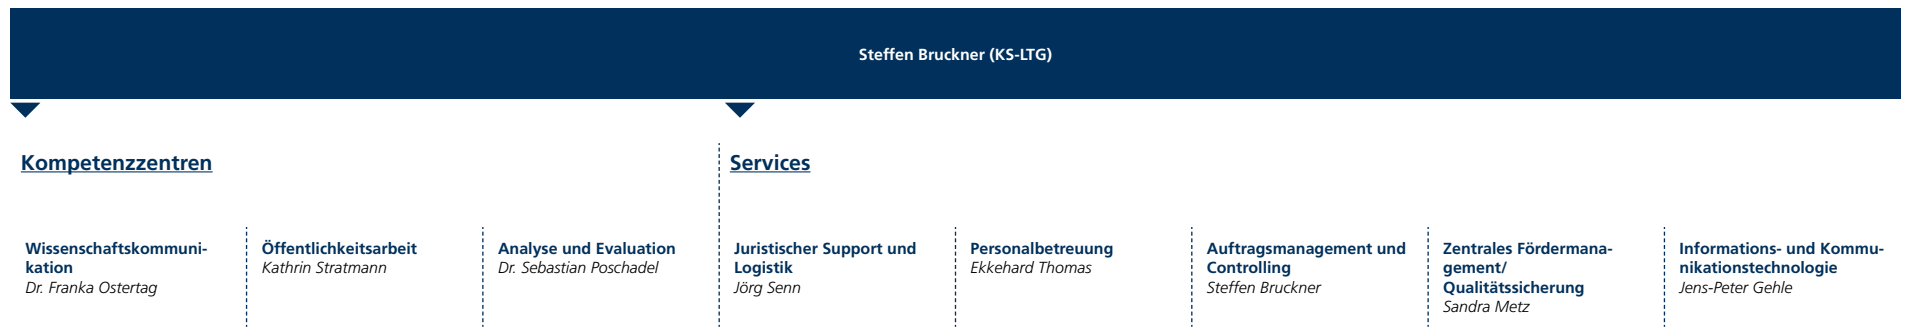 Steffen Bruckner (KS-LTG)
Kompetenzzentren
Services
Wissenschaftskommuni-
kation
Dr. Franka Ostertag
Öffentlichkeitsarbeit
Kathrin Stratmann
Analyse und Evaluation
Dr. Sebastian Poschadel
Juristischer Support und
Logistik
Jörg Senn
Personalbetreuung
Ekkehard Thomas
Auftragsmanagement und
Controlling
Steffen Bruckner
Zentrales Fördermana-
gement/
Qualitätssicherung
Sandra Metz
Informations- und Kommu-
nikationstechnologie
Jens-Peter Gehle